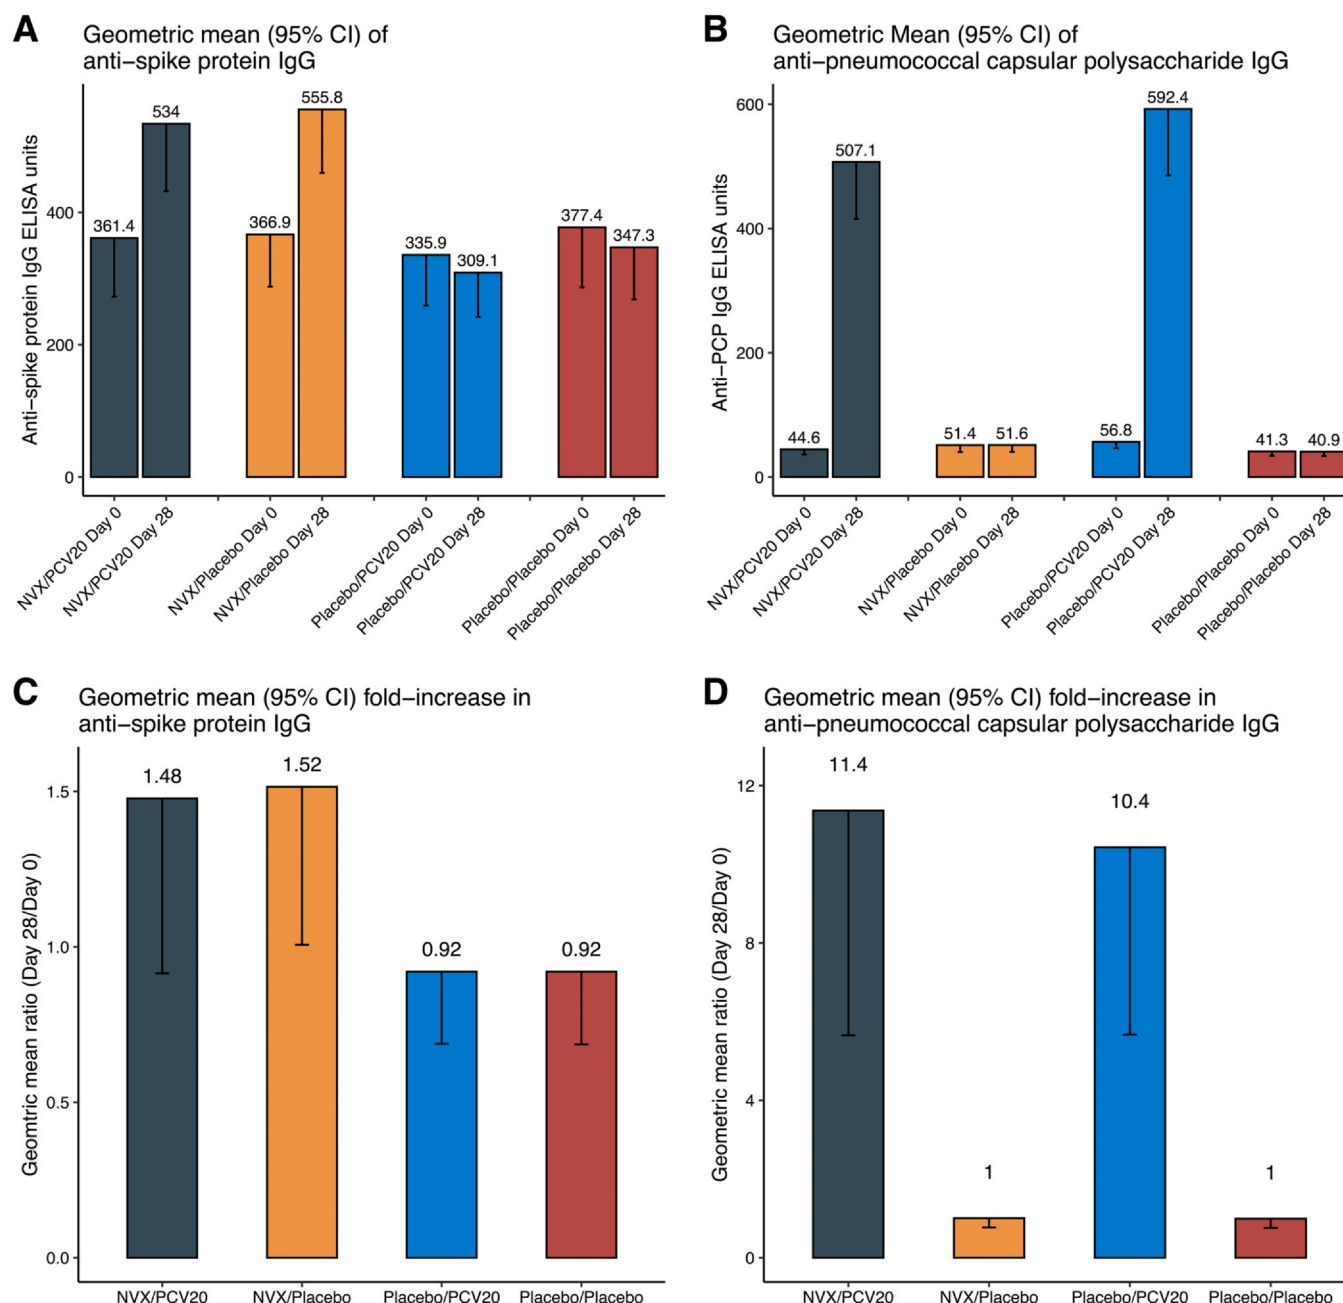 A
Geometric mean (95% CI) of
anti−spike protein IgG
Anti−spike protein IgG ELISA units
400
200
0
361.4
534
366.9
555.8
335.9
309.1
377.4
347.3
NVX/PCV20 Day 0
NVX/PCV20 Day 28
NVX/Placebo Day 0
NVX/Placebo Day 28
Placebo/PCV20 Day 0
Placebo/PCV20 Day 28
Placebo/Placebo Day 0
Placebo/Placebo Day 28
B
Geometric Mean (95% CI) of
anti−pneumococcal capsular polysaccharide IgG
Anti−PCP IgG ELISA units
600
400
200
0
44.6
507.1
51.4
51.6
56.8
592.4
41.3
40.9
NVX/PCV20 Day 0
NVX/PCV20 Day 28
NVX/Placebo Day 0
NVX/Placebo Day 28
Placebo/PCV20 Day 0
Placebo/PCV20 Day 28
Placebo/Placebo Day 0
Placebo/Placebo Day 28
C
Geometric mean (95% CI) fold−increase in
anti−spike protein IgG
Geomtric mean ratio (Day 28/Day 0)
1.5
1.0
0.5
0.0
1.48
1.52
0.92
0.92
NVX/PCV20
NVX/Placebo
Placebo/PCV20
Placebo/Placebo
D
Geometric mean (95% CI) fold−increase in
anti−pneumococcal capsular polysaccharide IgG
Geometric mean ratio (Day 28/Day 0)
12
8
4
0
11.4
1
10.4
1
NVX/PCV20
NVX/Placebo
Placebo/PCV20
Placebo/Placebo